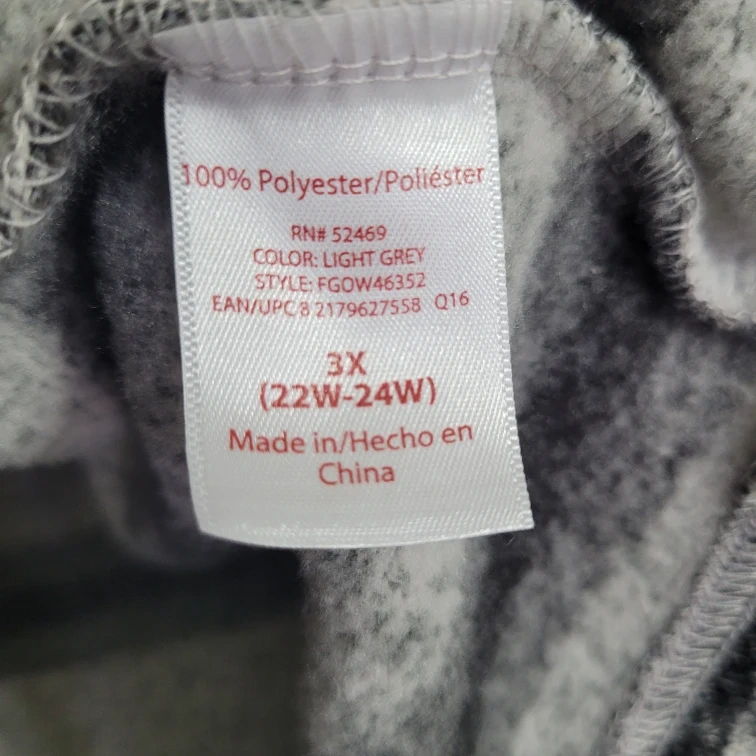 100% Polyester/Poliéster
RN# 52469
COLOR: LIGHT GREY
STYLE: FGOW46352
EAN/UPC 8 2179627558 Q16
3X
(22W-24W)
Made in/Hecho en
China